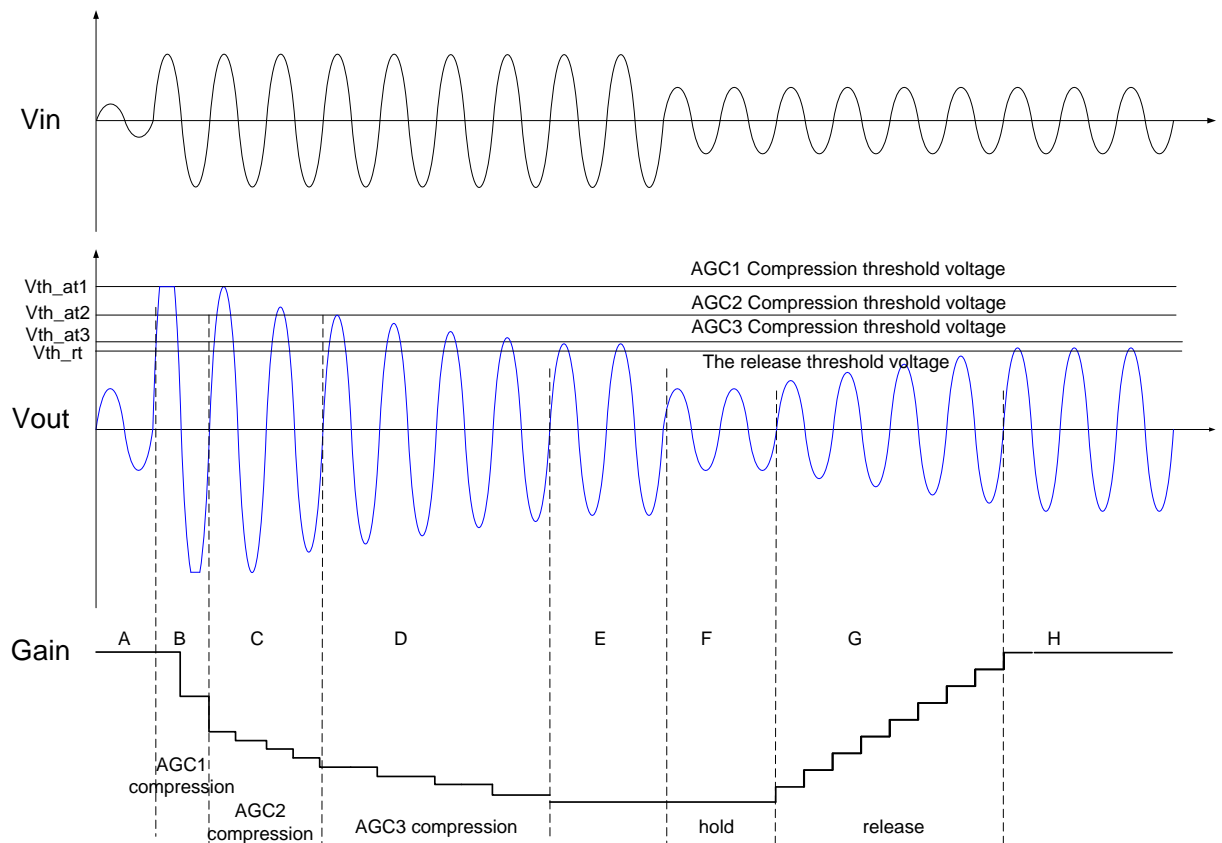 Vin
Vth_at1
AGC1 Compression threshold voltage
Vth_at2
AGC2 Compression threshold voltage
Vth_at3
AGC3 Compression threshold voltage
Vth_rt
The release threshold voltage
Vout
A B C D E F G H
Gain
AGC1
compression
AGC2
compression
AGC3 compression
hold
release